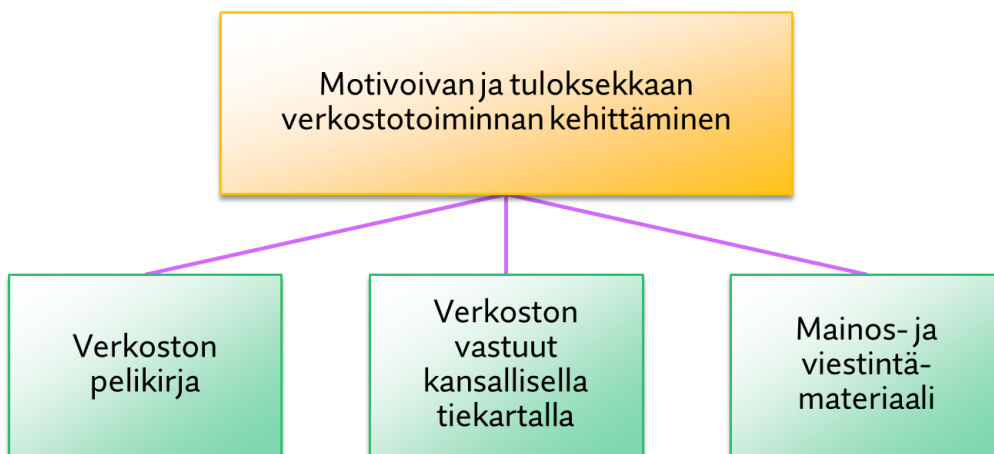 Motivoivan ja tuloksekkaan
verkostotoiminnan kehittäminen
Verkoston
pelikirja
Verkoston
vastuut
kansallisella
tiekartalla
Mainos- ja
viestintä-
materiaali